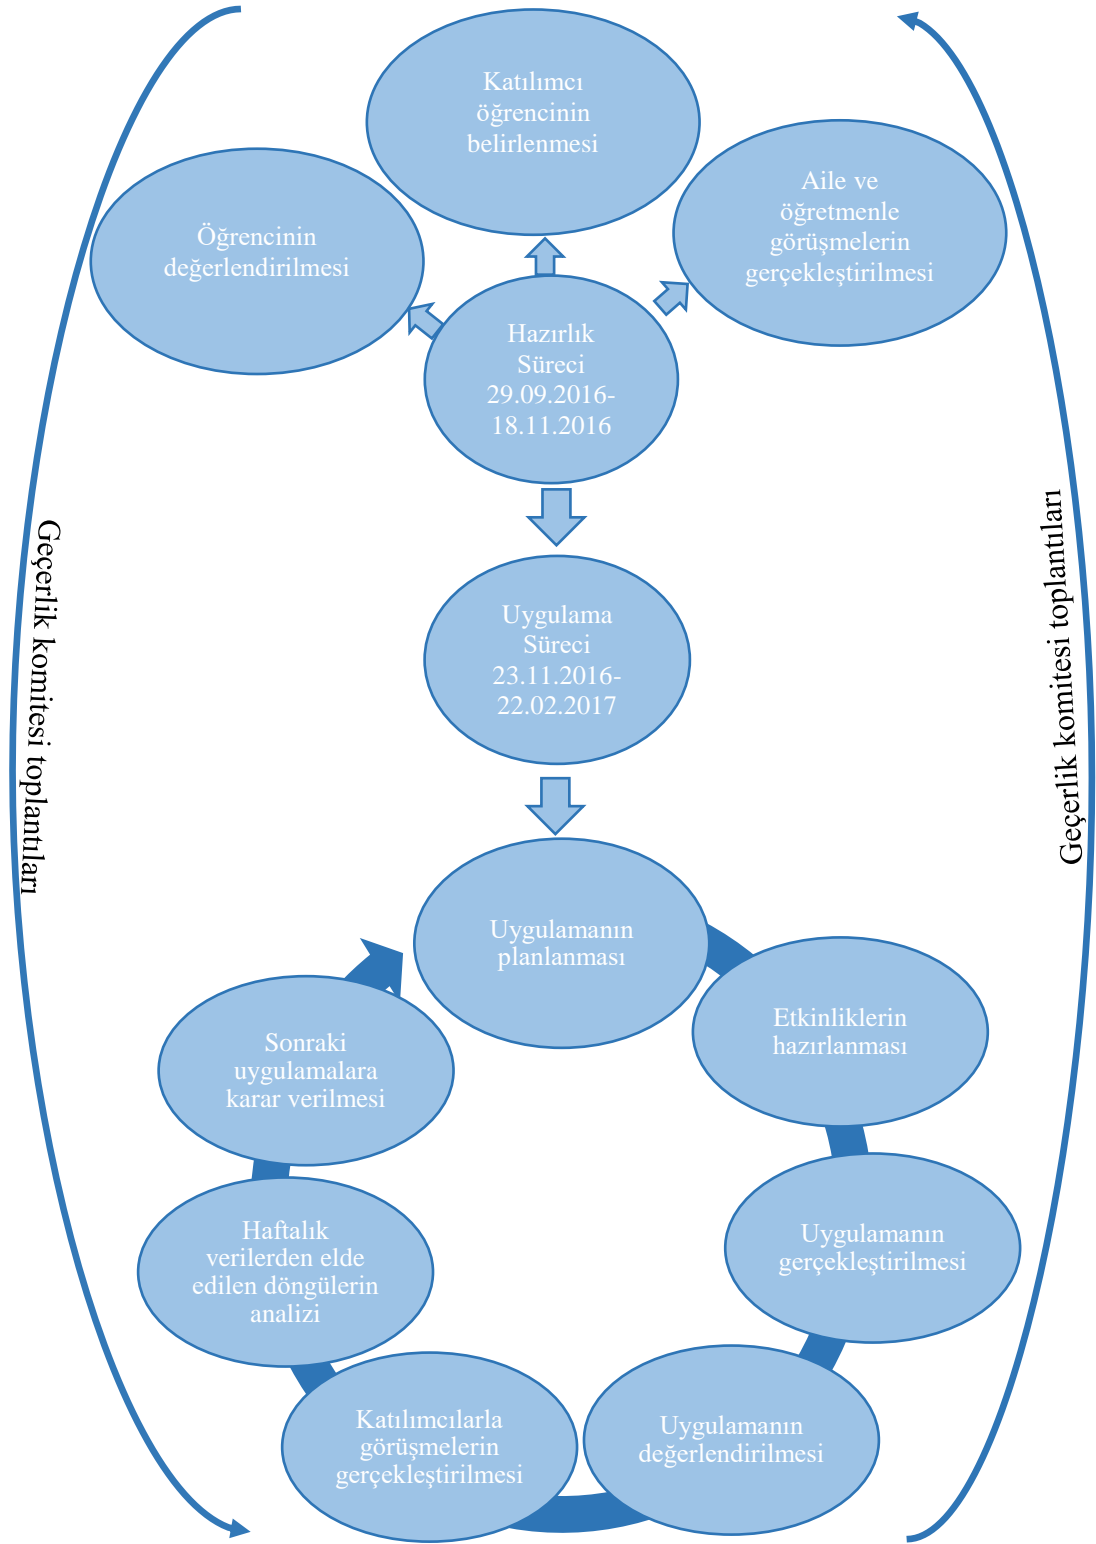 Katılımcı
öğrencinin
belirlenmesi
Aile ve
öğretmenle
görüşmelerin
gerçekleştirilmesi
Öğrencinin
değerlendirilmesi
Hazırlık
Süreci
29.09.2016-
18.11.2016
Geçerlik komitesi toplantıları
Geçerlik komitesi toplantıları
Uygulama
Süreci
23.11.2016-
22.02.2017
Uygulamanın
planlanması
Etkinliklerin
hazırlanması
Uygulamanın
gerçekleştirilmesi
Uygulamanın
değerlendirilmesi
Katılımcılarla
görüşmelerin
gerçekleştirilmesi
Haftalık
verilerden elde
edilen döngülerin
analizi
Sonraki
uygulamalara
karar verilmesi